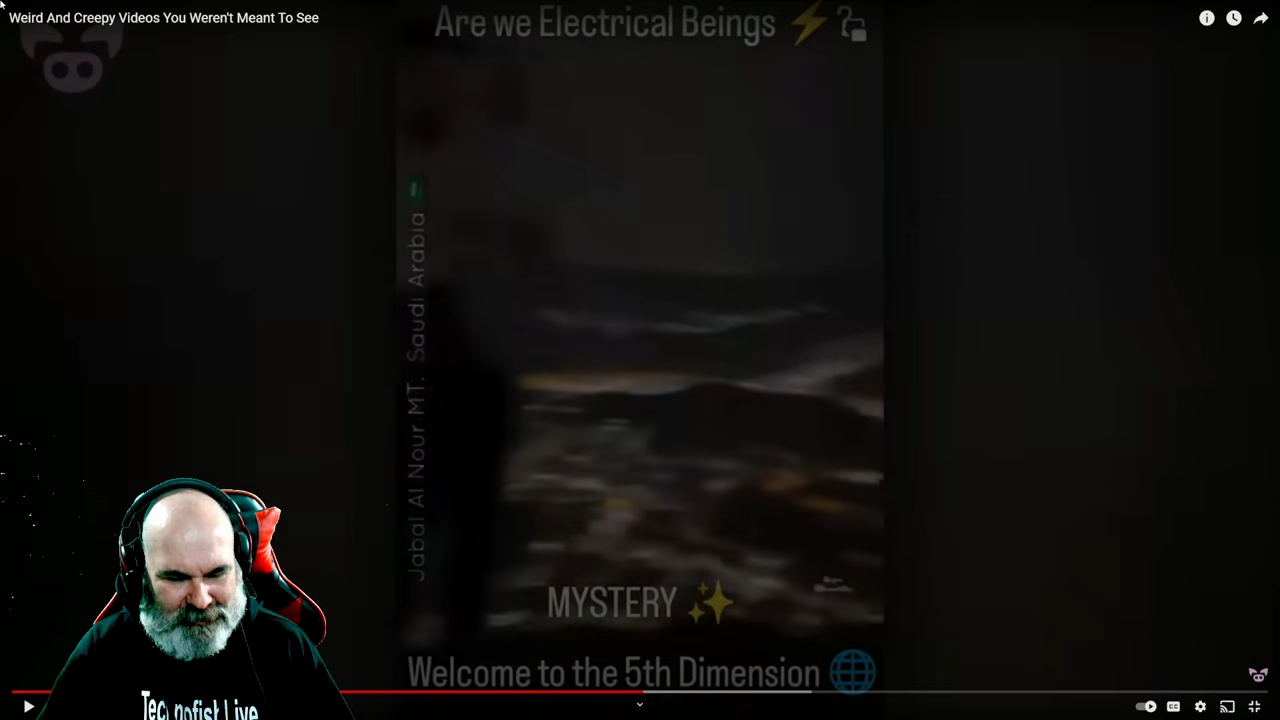 Weird And Creepy Videos You Weren't Meant To See
Are we Electrical Beings ⚡
Jabal Al Nour MT. Saudi Arabia
MYSTERY ✨
Welcome to the 5th Dimension 🌐
CC